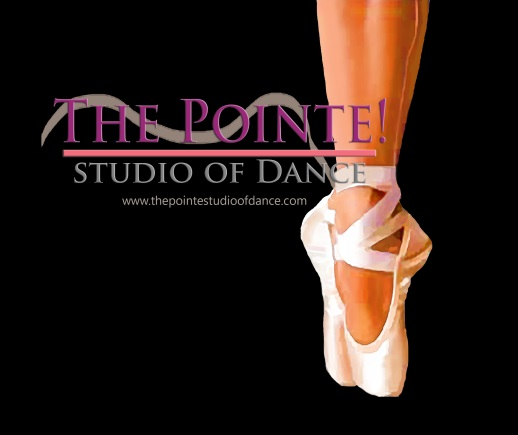 THE POINTE!
STUDIO OF DANCE
www.thepointestudioofdance.com